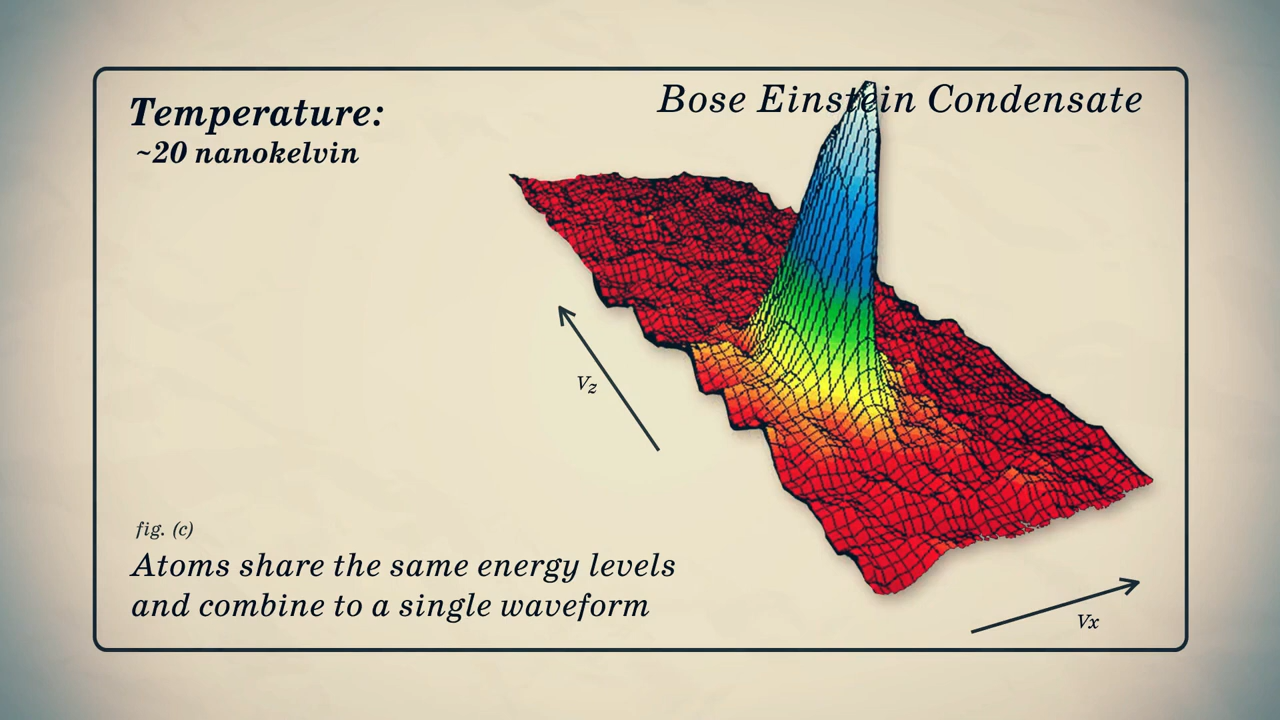 Temperature:
~20 nanokelvin
Bose Einstein Condensate
Vz
fig. (c)
Atoms share the same energy levels
and combine to a single waveform
Vx